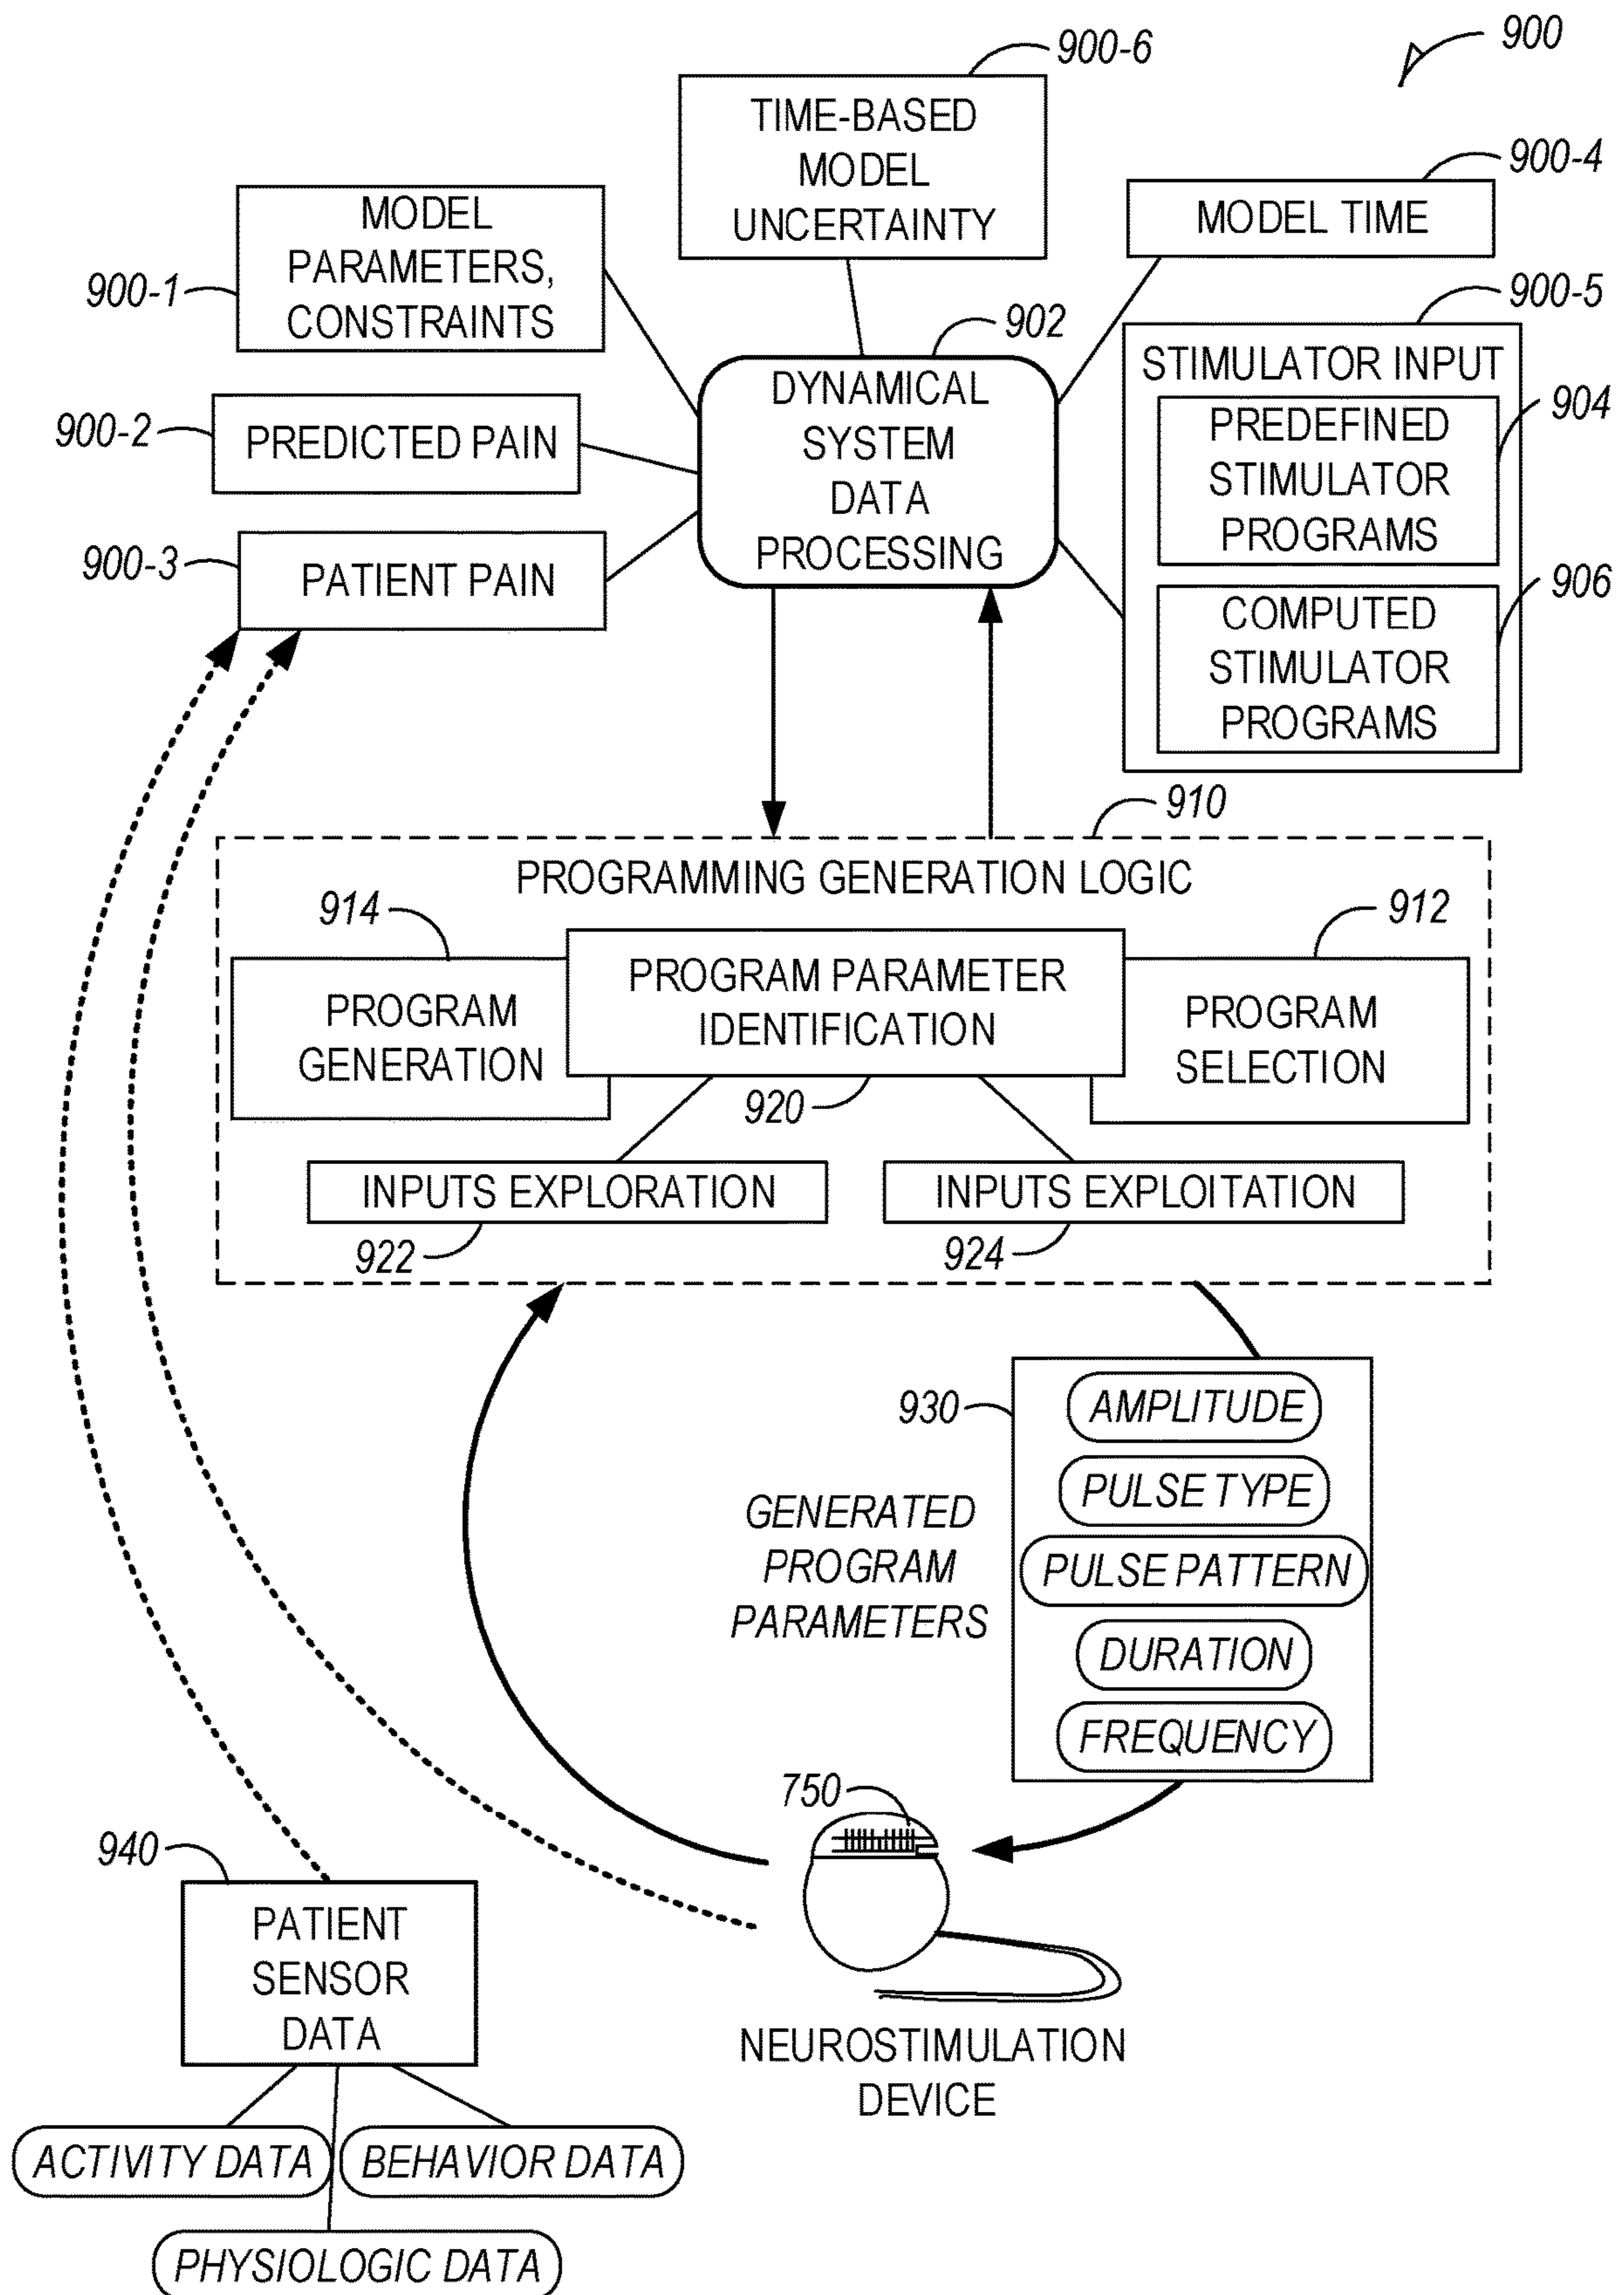 900
900-6
TIME-BASED
MODEL
UNCERTAINTY
900-4
MODEL TIME
MODEL
PARAMETERS,
CONSTRAINTS
900-1
900-5
STIMULATOR INPUT
904
PREDEFINED
STIMULATOR
PROGRAMS
906
COMPUTED
STIMULATOR
PROGRAMS
902
DYNAMICAL
SYSTEM
DATA
PROCESSING
900-2
PREDICTED PAIN
900-3
PATIENT PAIN
910
PROGRAMMING GENERATION LOGIC
914
912
PROGRAM
GENERATION
PROGRAM PARAMETER
IDENTIFICATION
PROGRAM
SELECTION
920
INPUTS EXPLORATION
INPUTS EXPLOITATION
922
924
930
AMPLITUDE
PULSE TYPE
PULSE PATTERN
DURATION
FREQUENCY
GENERATED
PROGRAM
PARAMETERS
750
NEUROSTIMULATION
DEVICE
940
PATIENT
SENSOR
DATA
ACTIVITY DATA
BEHAVIOR DATA
PHYSIOLOGIC DATA